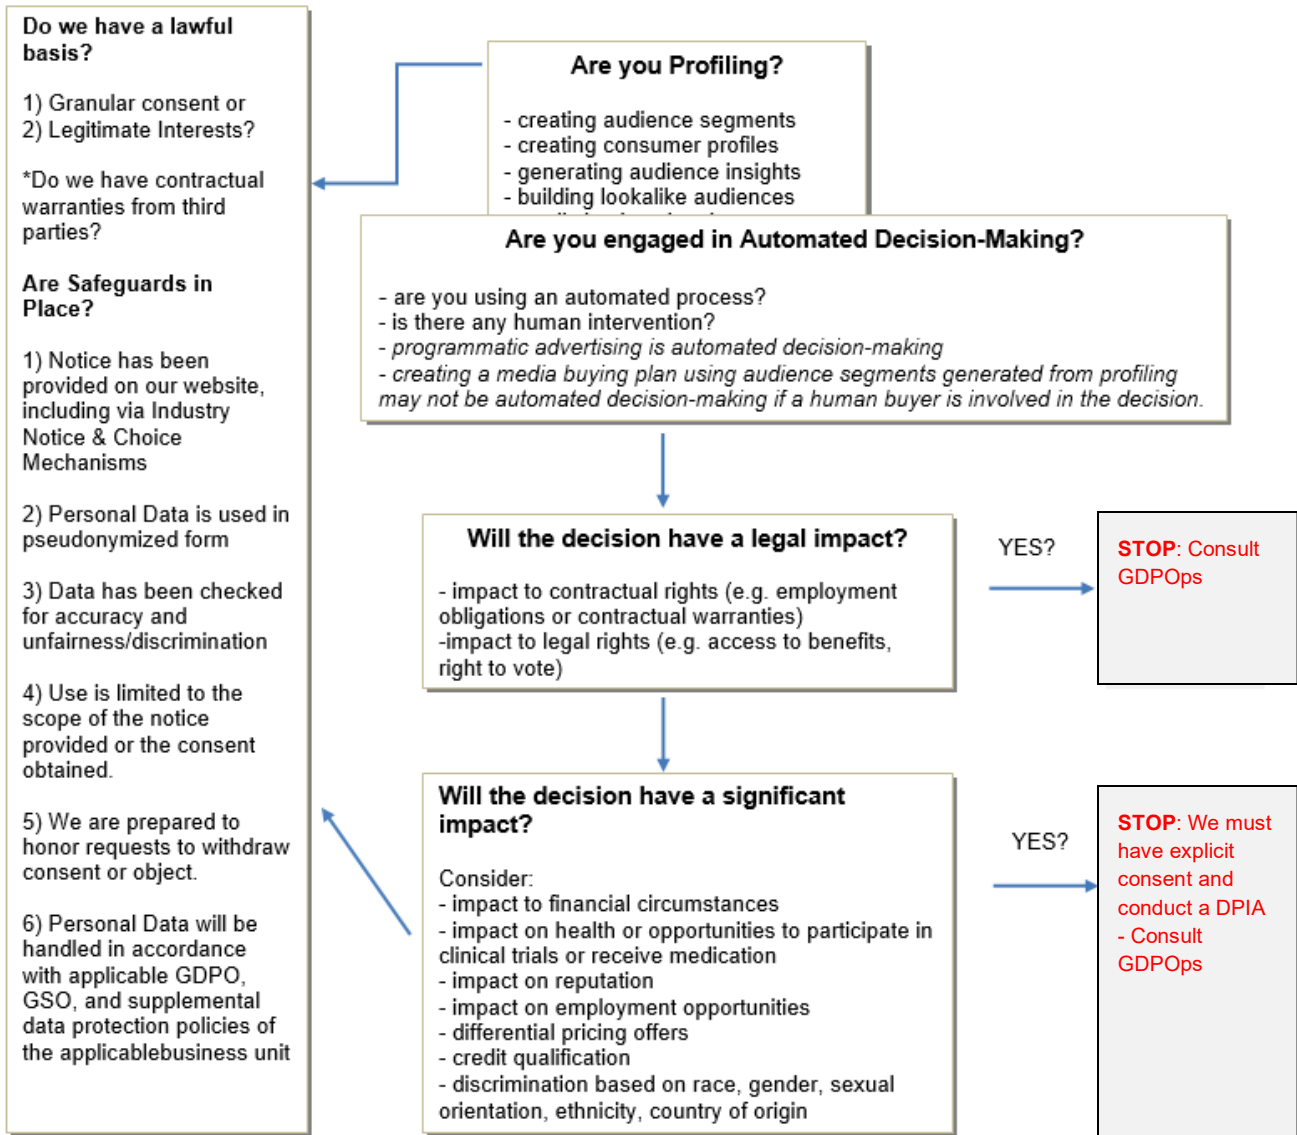 Do we have a lawful
basis?
1) Granular consent or
2) Legitimate Interests?
*Do we have contractual
warranties from third
parties?
Are Safeguards in
Place?
1) Notice has been
provided on our website,
including via Industry
Notice & Choice
Mechanisms
2) Personal Data is used in
pseudonymized form
3) Data has been checked
for accuracy and
unfairness/discrimination
4) Use is limited to the
scope of the notice
provided or the consent
obtained.
5) We are prepared to
honor requests to withdraw
consent or object.
6) Personal Data will be
handled in accordance
with applicable GDPO,
GSO, and supplemental
data protection policies of
the applicablebusiness unit
Are you Profiling?
- creating audience segments
- creating consumer profiles
- generating audience insights
- building lookalike audiences
Are you engaged in Automated Decision-Making?
- are you using an automated process?
- is there any human intervention?
- programmatic advertising is automated decision-making
- creating a media buying plan using audience segments generated from profiling
may not be automated decision-making if a human buyer is involved in the decision.
Will the decision have a legal impact?
- impact to contractual rights (e.g. employment
obligations or contractual warranties)
-impact to legal rights (e.g. access to benefits,
right to vote)
YES?
STOP: Consult
GDPOps
Will the decision have a significant
impact?
Consider:
- impact to financial circumstances
- impact on health or opportunities to participate in
clinical trials or receive medication
- impact on reputation
- impact on employment opportunities
- differential pricing offers
- credit qualification
- discrimination based on race, gender, sexual
orientation, ethnicity, country of origin
YES?
STOP: We must
have explicit
consent and
conduct a DPIA
- Consult
GDPOps